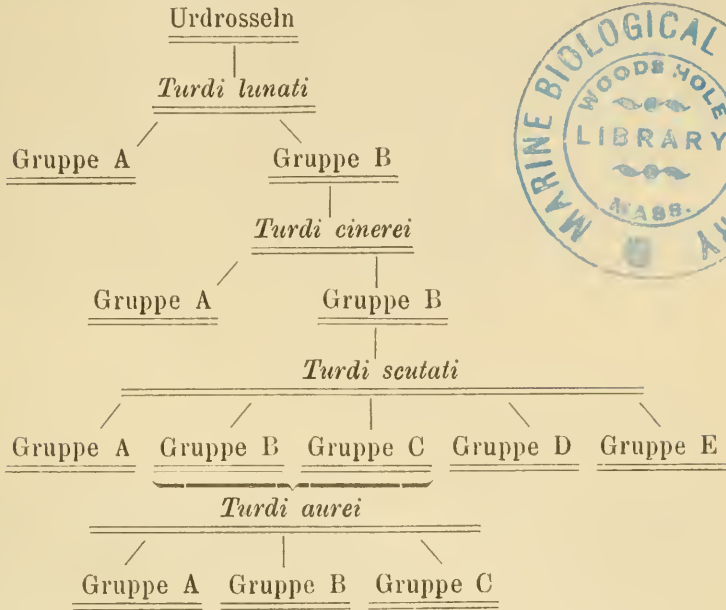 Urdrosseln
Turdi lunati
Gruppe A Gruppe B
Turdi cinerei
Gruppe A Gruppe B
Turdi scutati
Gruppe A Gruppe B Gruppe C Gruppe D Gruppe E
Turdi aurei
Gruppe A Gruppe B Gruppe C
MARINE BIOLOGICAL
WOODS HOLE
LIBRARY
MASS.